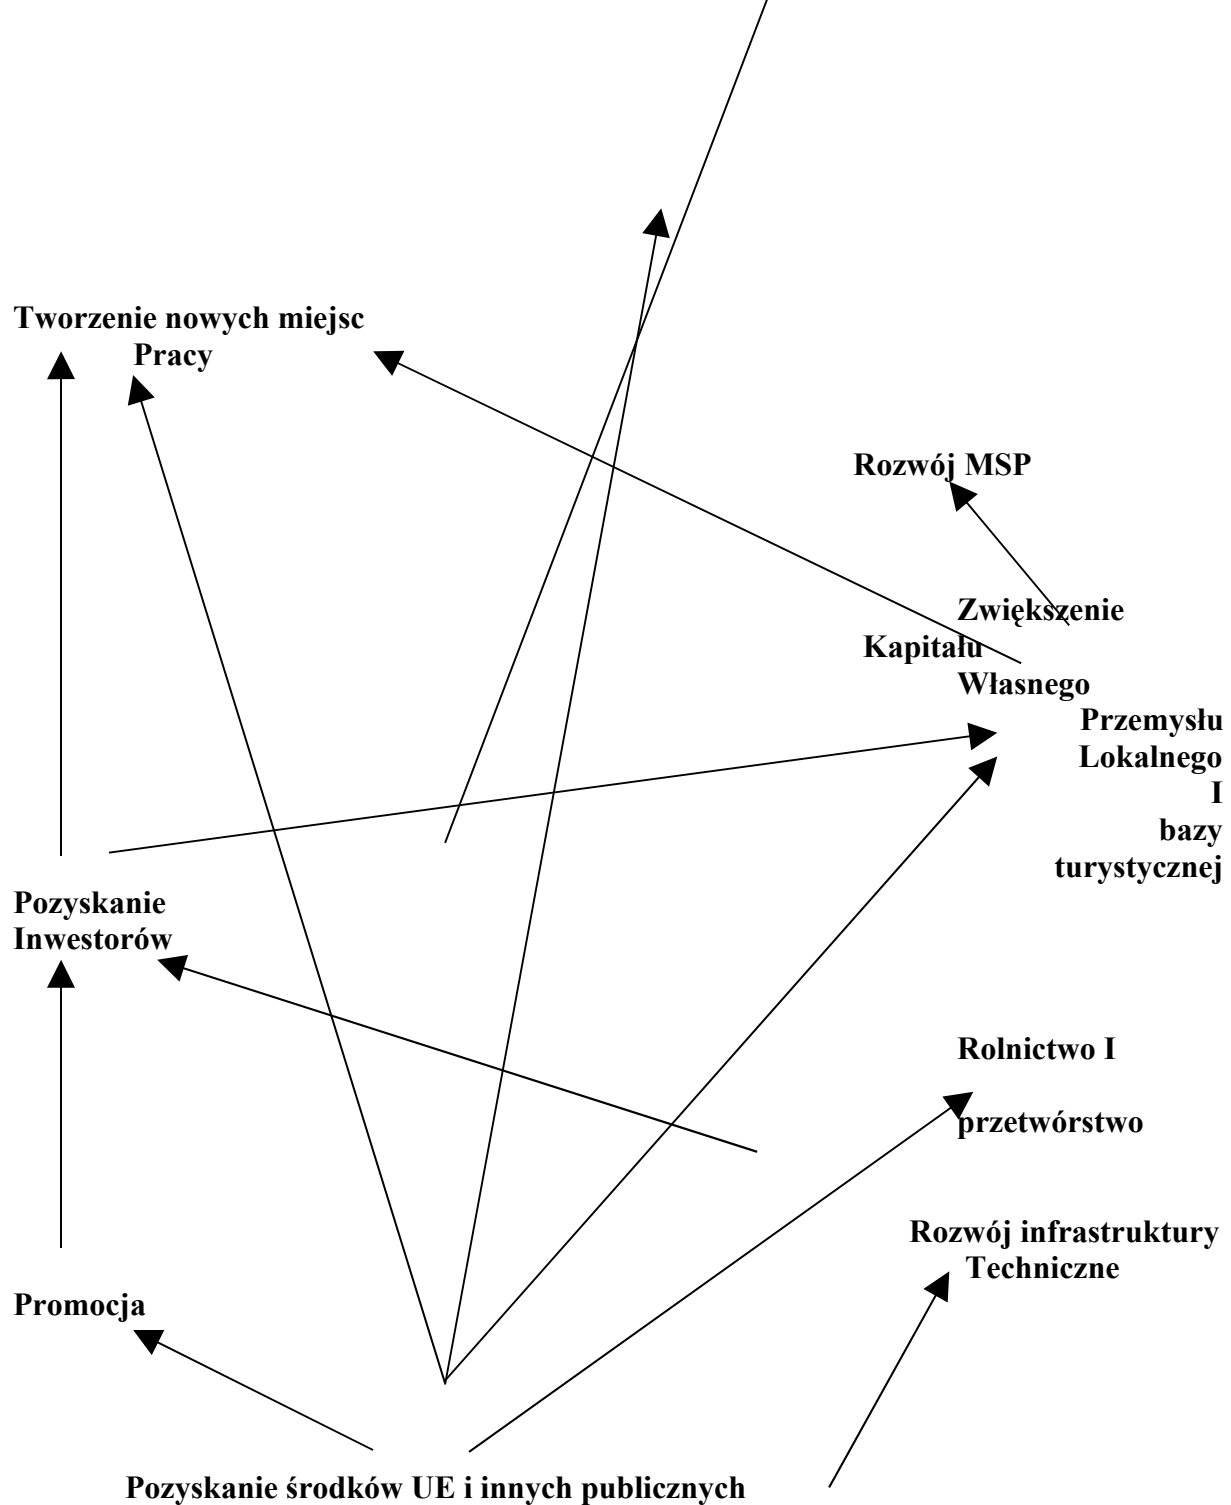 Tworzenie nowych miejsc
Pracy
Rozwój MSP
Zwiększenie
Kapitału
Własnego
Przemysłu
Lokalnego
I
bazy
turystycznej
Pozyskanie
Inwestorów
Rolnictwo I
przetwórstwo
Rozwój infrastruktury
Techniczne
Promocja
Pozyskanie środków UE i innych publicznych